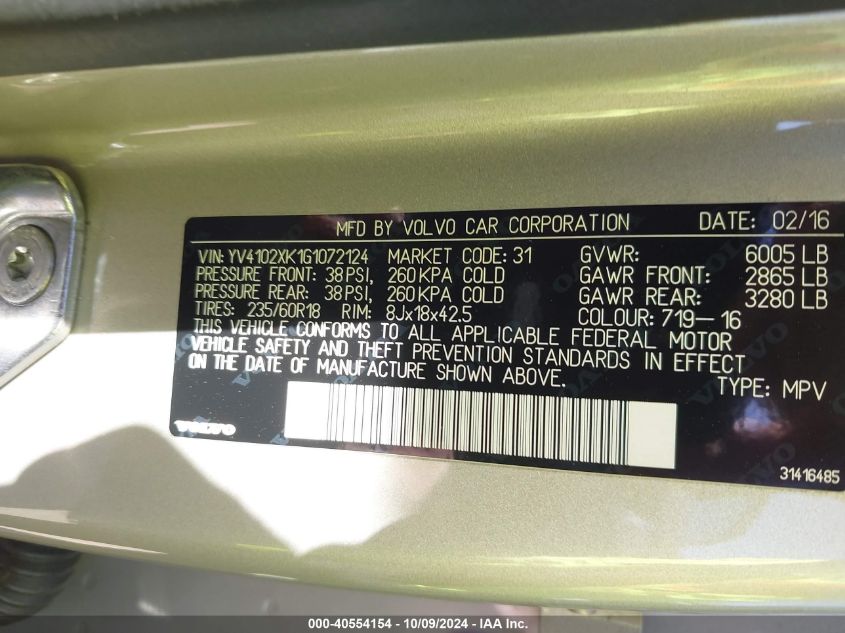 MFD BY VOLVO CAR CORPORATION DATE: 02/16
VIN: YV4102XK1G1072124 MARKET CODE: 31 GVWR: 6005 LB
PRESSURE FRONT: 38 PSI, 260 KPA COLD GAWR FRONT: 2865 LB
PRESSURE REAR: 38 PSI, 260 KPA COLD GAWR REAR: 3280 LB
TIRES: 235/60R18 RIM: 8Jx18x42.5 COLOUR: 719-16
THIS VEHICLE CONFORMS TO ALL APPLICABLE FEDERAL MOTOR
VEHICLE SAFETY AND THEFT PREVENTION STANDARDS IN EFFECT
ON THE DATE OF MANUFACTURE SHOWN ABOVE.
TYPE: MPV
VOLVO
31416485
000-40554154 - 10/09/2024 - IAA Inc.